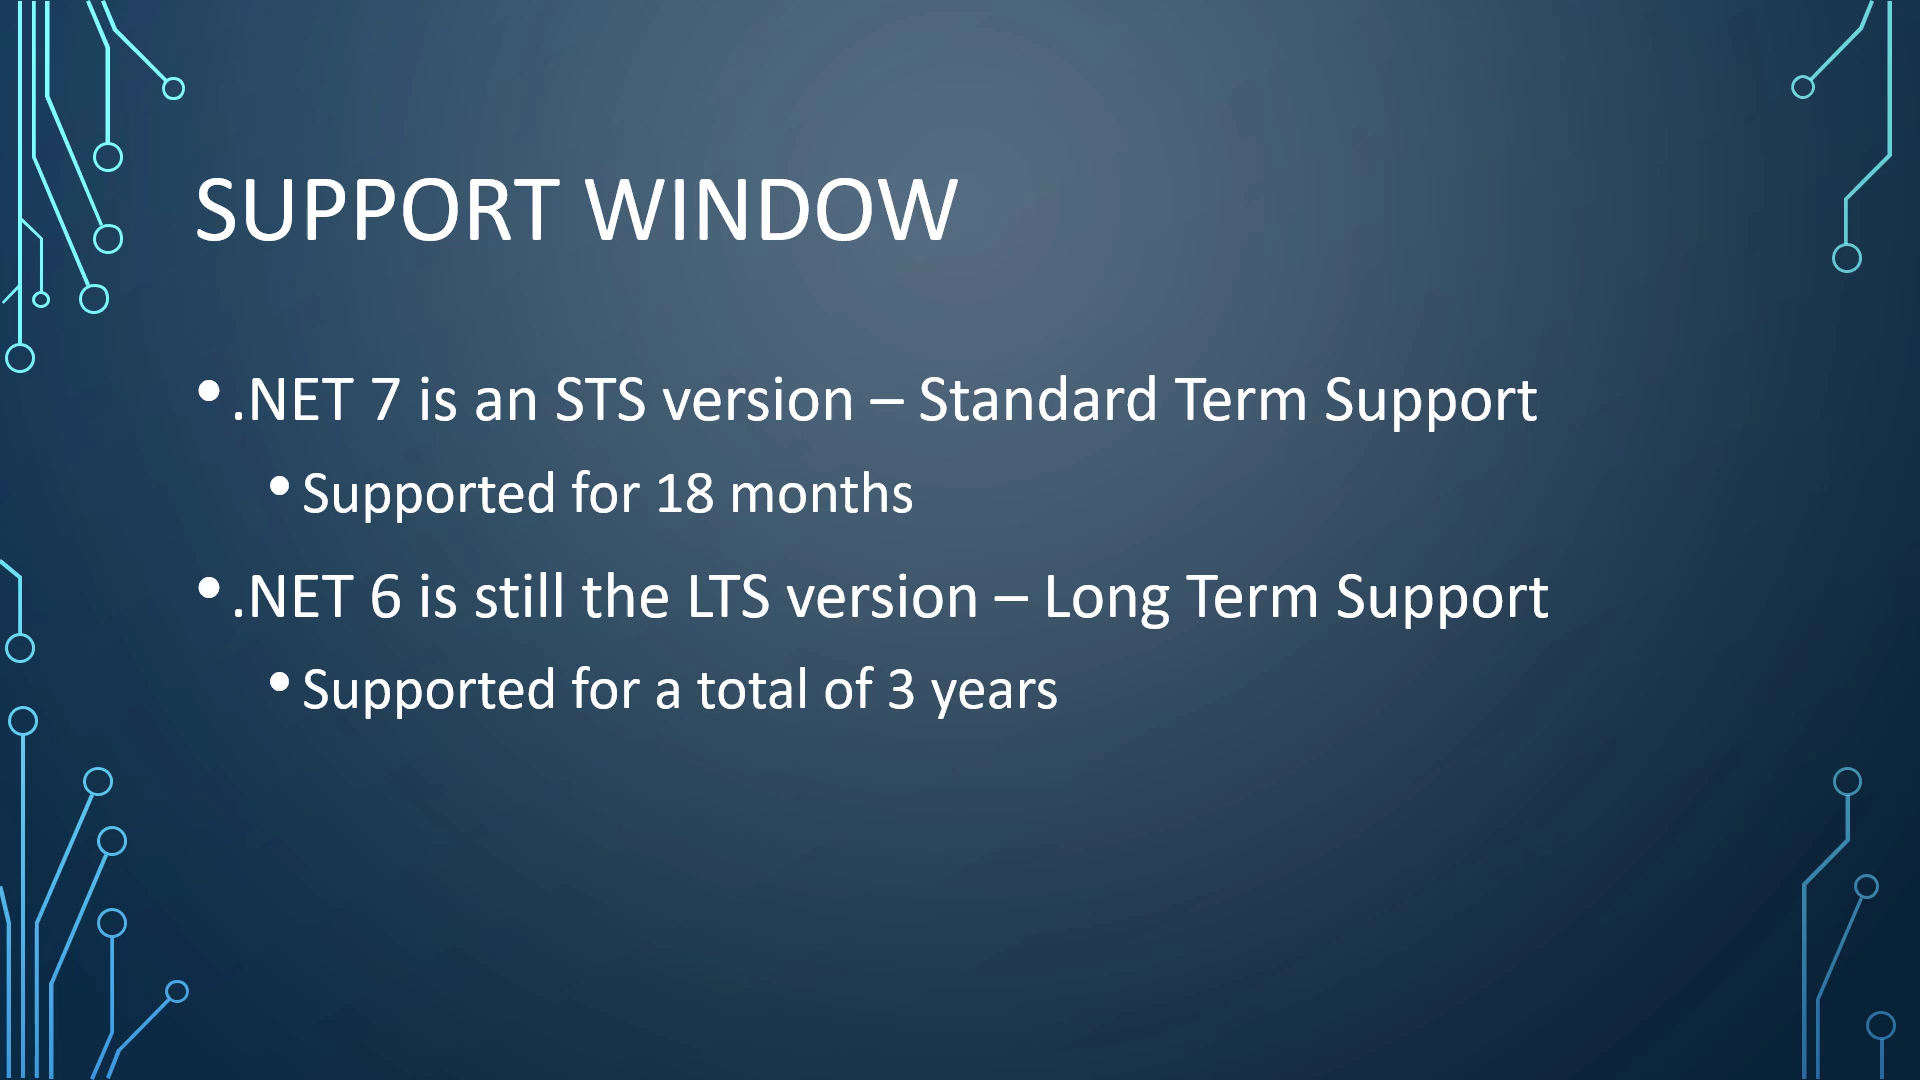 SUPPORT WINDOW
• .NET 7 is an STS version – Standard Term Support
• Supported for 18 months
• .NET 6 is still the LTS version – Long Term Support
• Supported for a total of 3 years